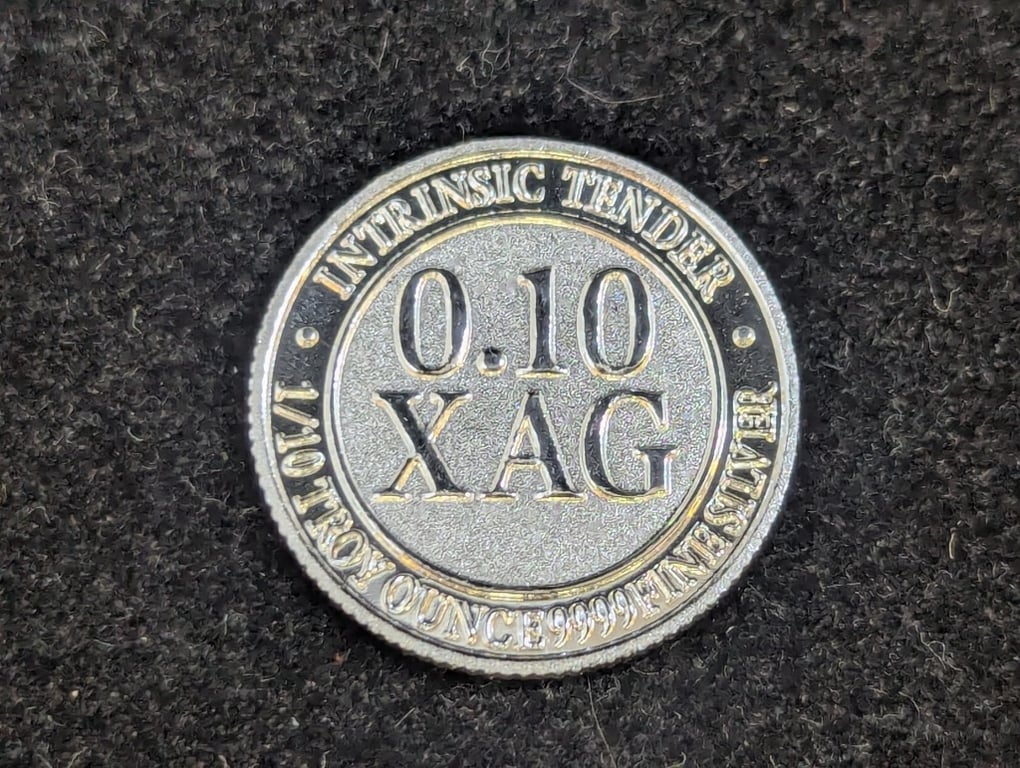 INTRINSIC TENDER
0.10
XAG
1/10 TROY OUNCE 9999 FINE SILVER